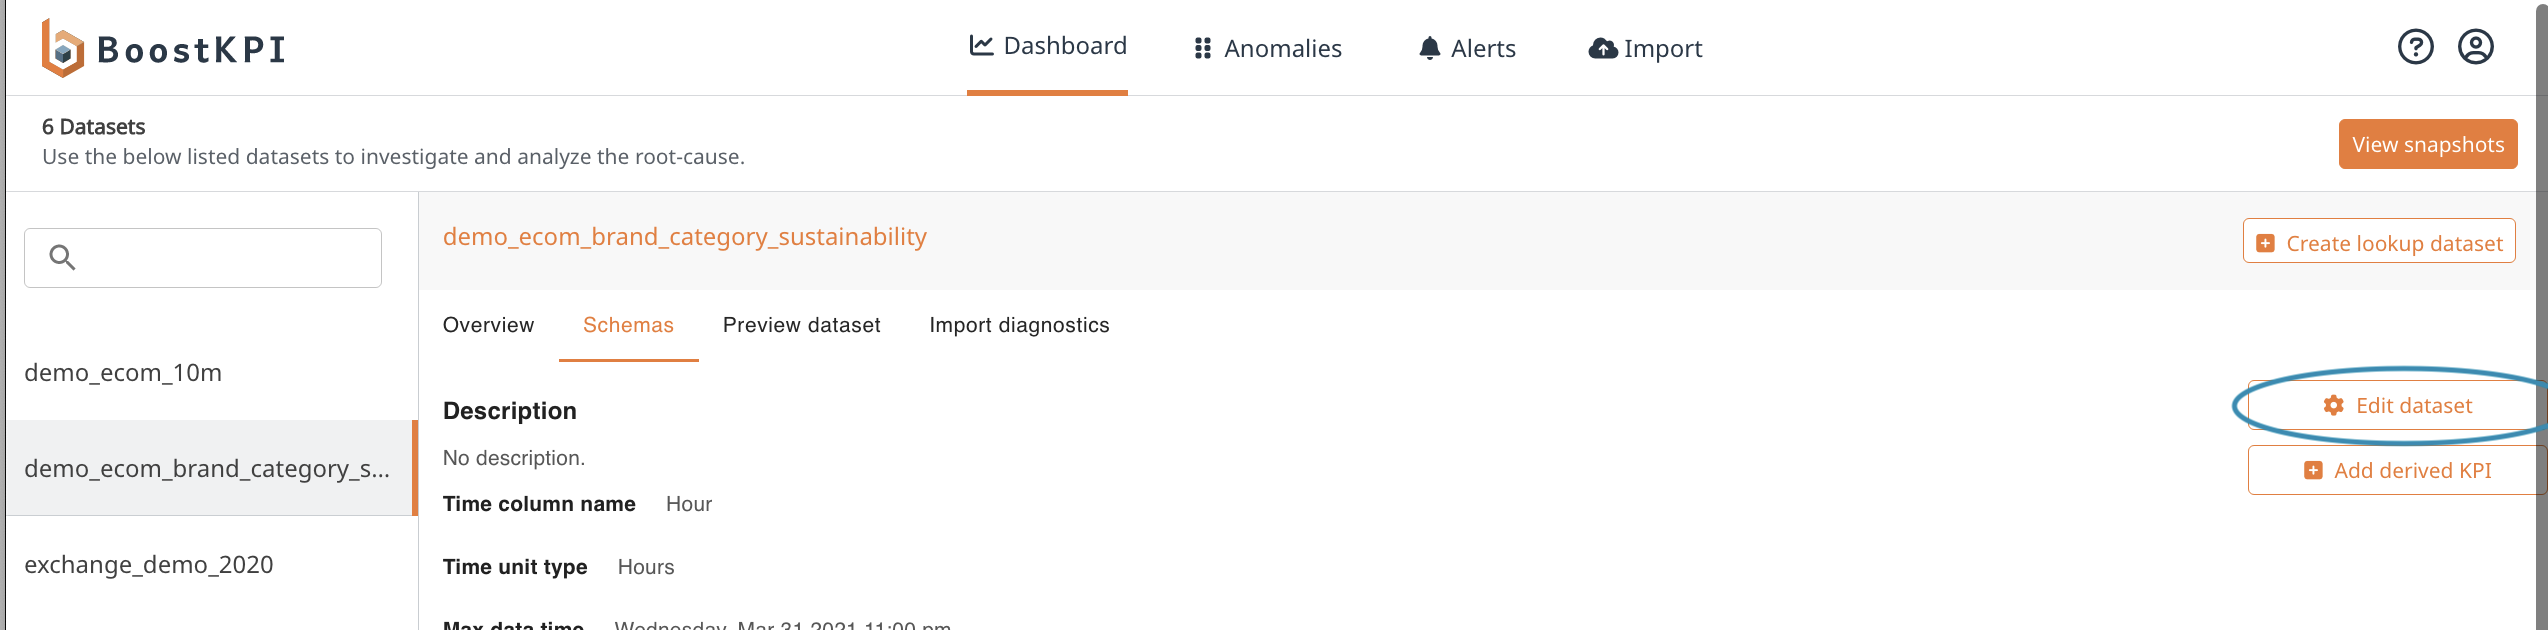 BoostKPI
Dashboard
Anomalies
Alerts
Import
6 Datasets
Use the below listed datasets to investigate and analyze the root-cause.
View snapshots
demo_ecom_brand_category_sustainability
Create lookup dataset
Overview
Schemas
Preview dataset
Import diagnostics
demo_ecom_10m
demo_ecom_brand_category_s...
exchange_demo_2020
Description
No description.
Edit dataset
Add derived KPI
Time column name Hour
Time unit type Hours
Max data time Wednesday, Mar 31 2021 11:00 pm